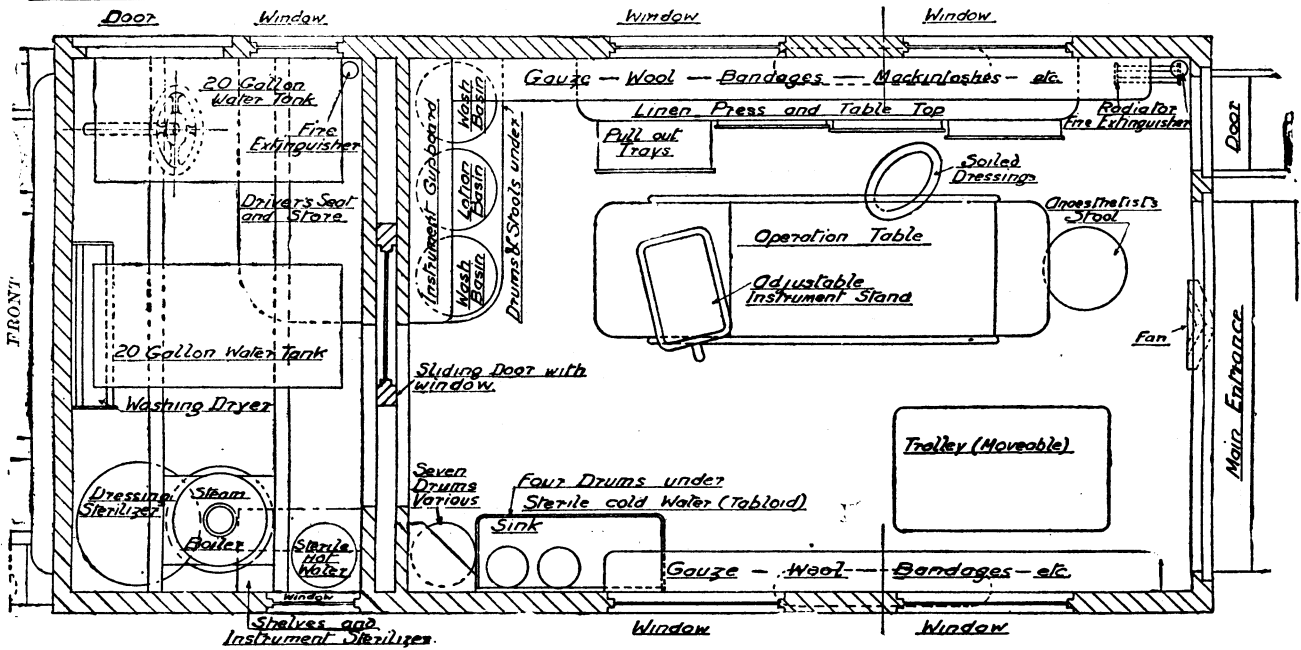 Door
Window
Window
Window
20 Gallon
Water Tank
Fire
Extinguisher
Driver's Seat
and Store
FRONT
20 Gallon Water Tank
Washing Dryer
Dressing
Sterilizer
Steam
Boiler
Sterile
Hot
Water
Window
Shelves and
Instrument Sterilizer.
Instrument Cupboard
Wash
Basin
Lotion
Basin
Wash
Basin
Drums & Stools under
Gauze — Wool — Bandages — Mackintoshes — etc.
Linen Press and Table Top
Pull out
Trays
Radiator
Fire Extinguisher
Door
Soiled
Dressings
Anaesthetist's
Stool
Operation Table
Adjustable
Instrument Stand
Fan
Main Entrance
Sliding Door with
window.
Trolley (Moveable)
Seven
Drums
Various
Four Drums under
Sterile cold Water (Tabloid)
Sink
Gauze — Wool — Bandages — etc.
Window
Window